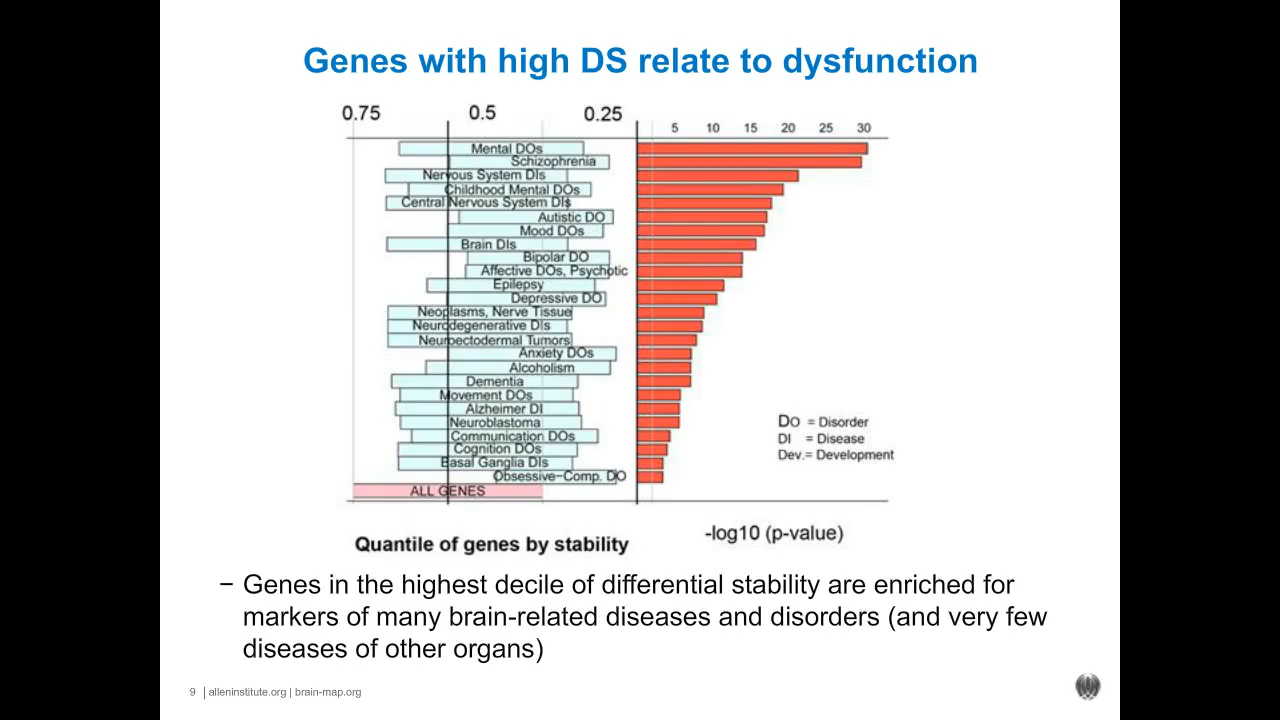 Genes with high DS relate to dysfunction
0.75 0.5 0.25
5 10 15 20 25 30
Mental DOs
Schizophrenia
Nervous System DIs
Childhood Mental DOs
Central Nervous System DIs
Autistic DO
Mood DOs
Brain DIs
Bipolar DO
Affective DOs, Psychotic
Epilepsy
Depressive DO
Neoplasms, Nerve Tissue
Neurodegenerative DIs
Neuroectodermal Tumors
Anxiety DOs
Alcoholism
Dementia
Movement DOs
Alzheimer DI
Neuroblastoma
Communication DOs
Cognition DOs
Basal Ganglia DIs
Obsessive-Comp. DO
ALL GENES
DO = Disorder
DI = Disease
Dev.= Development
Quantile of genes by stability
-log10 (p-value)
– Genes in the highest decile of differential stability are enriched for
markers of many brain-related diseases and disorders (and very few
diseases of other organs)
9 | alleninstitute.org | brain-map.org